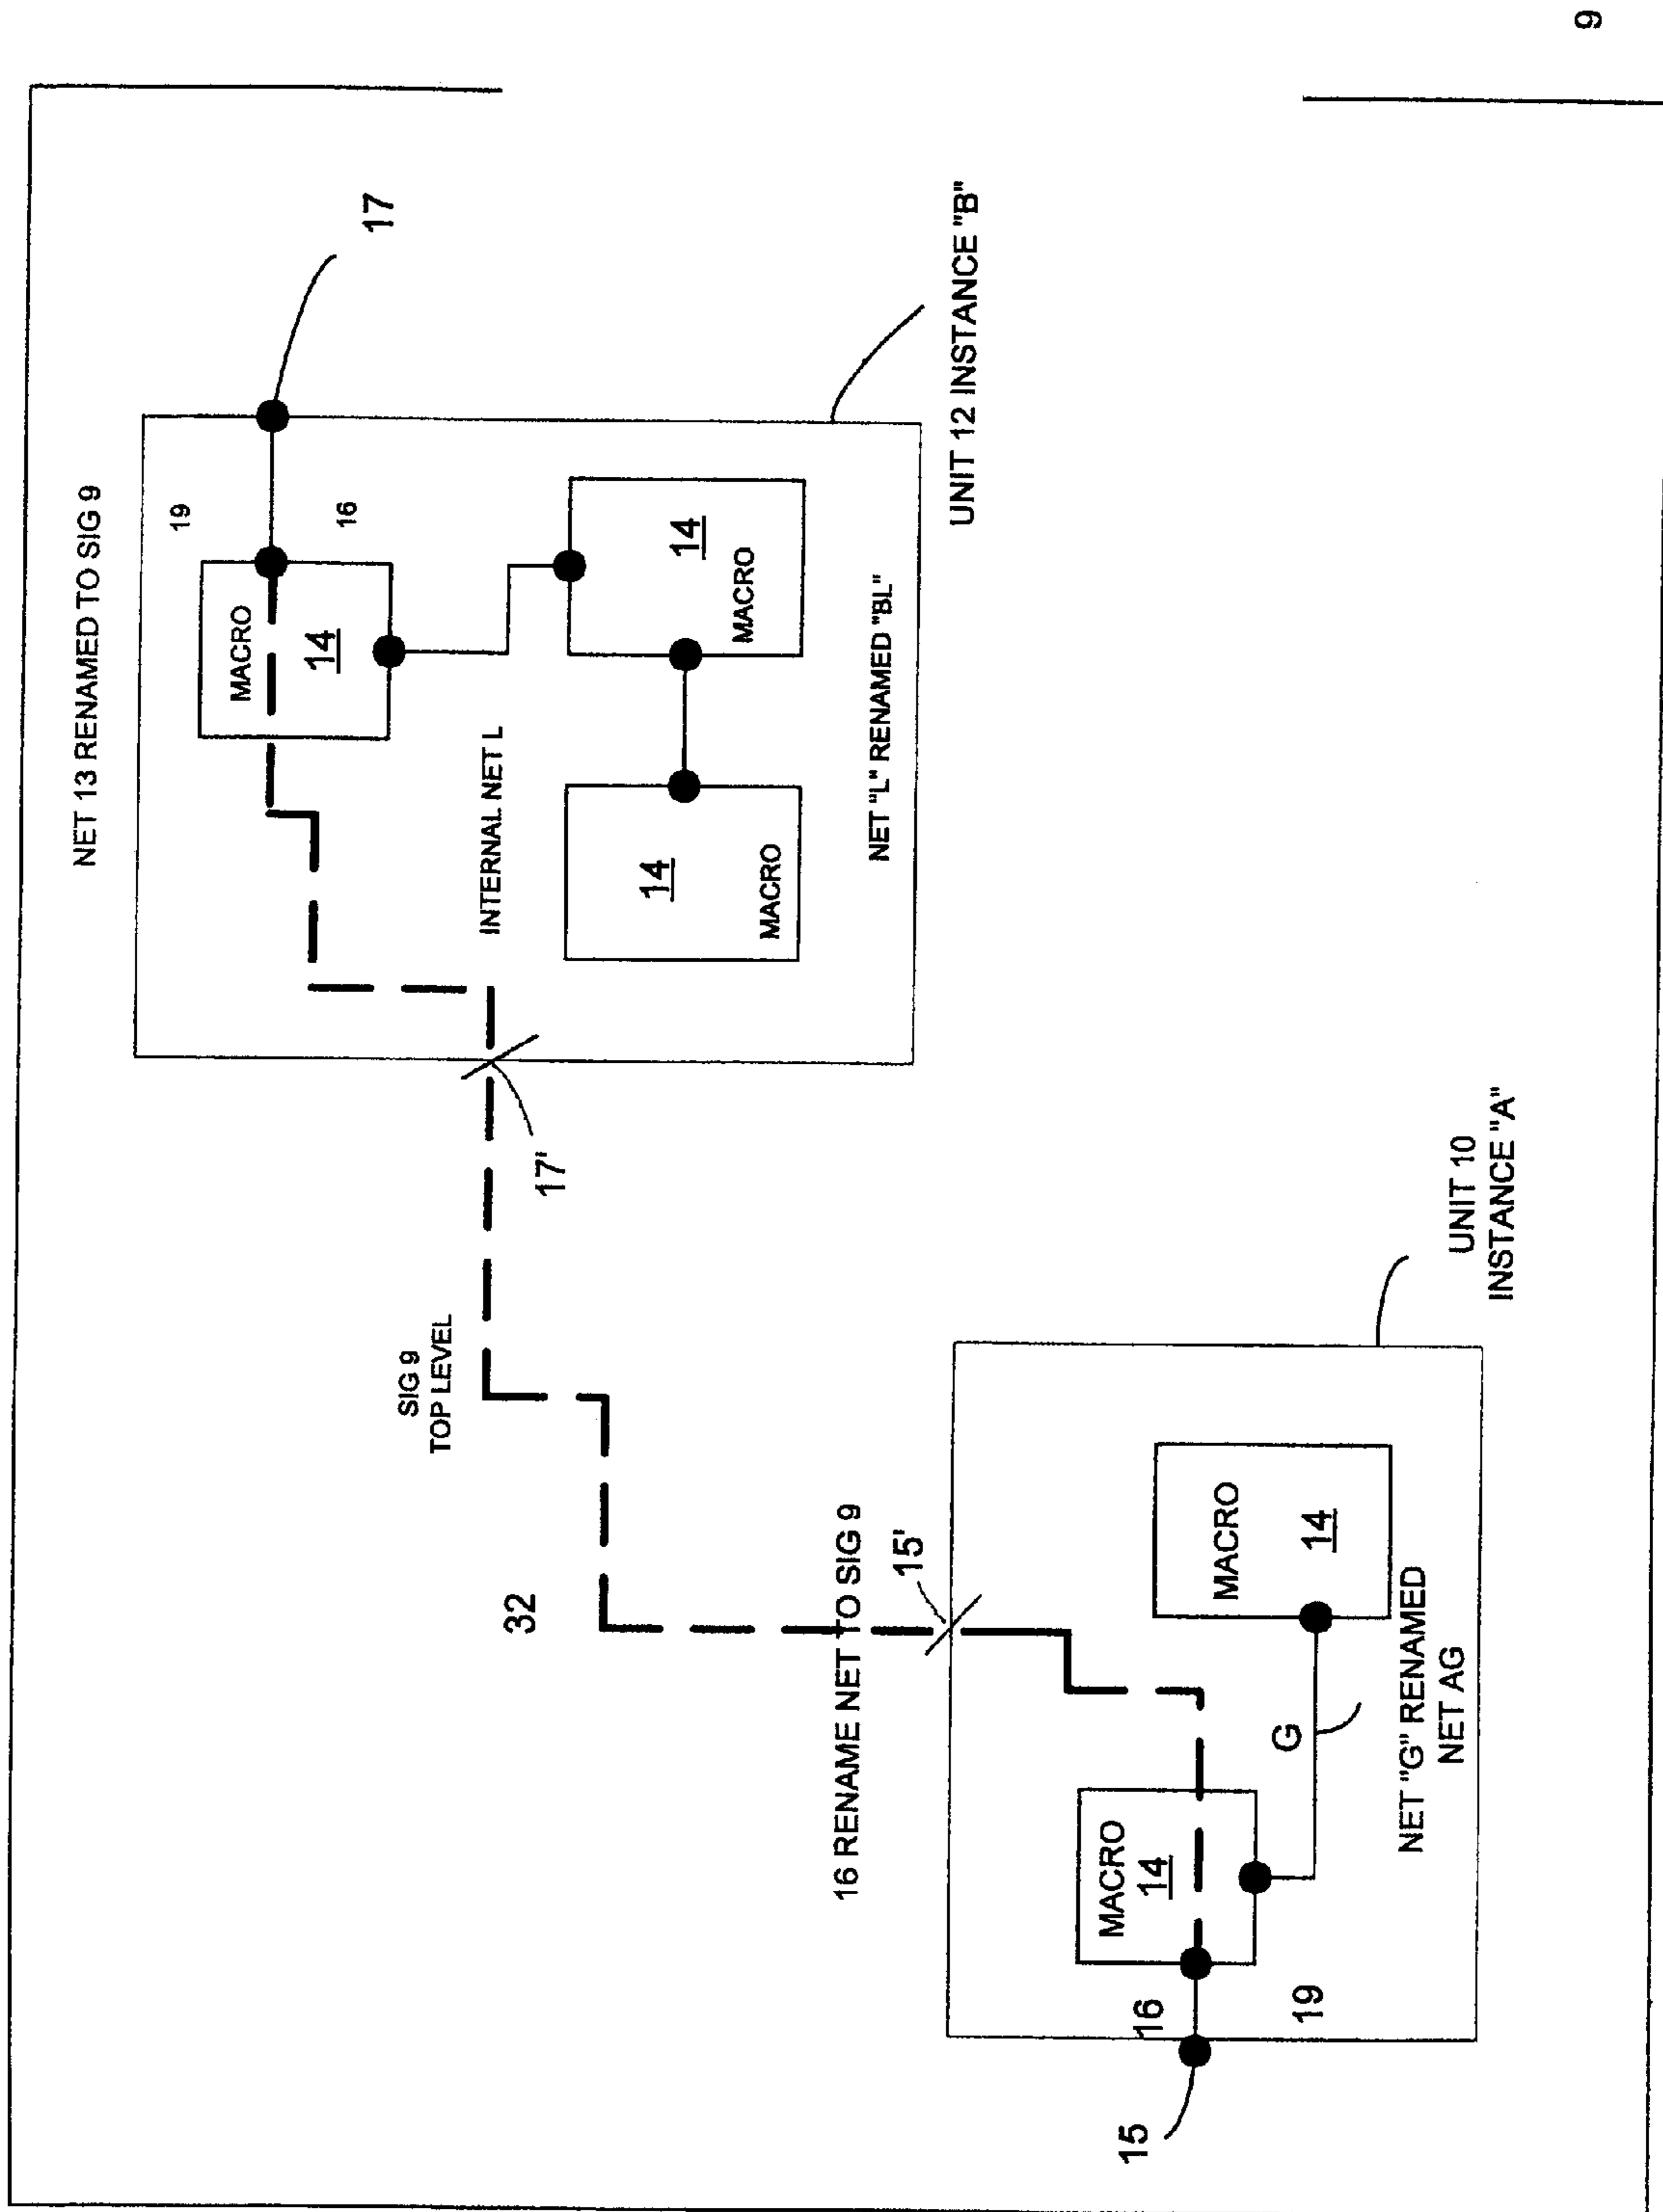 NET 13 RENAMED TO SIG 9
19
17
MACRO
14
16
SIG 9
TOP LEVEL
INTERNAL NET L
17'
32
14
MACRO
14
MACRO
NET "L" RENAMED "BL"
UNIT 12 INSTANCE "B"
16 RENAME NET TO SIG 9
15'
15
16
MACRO
14
19
MACRO
14
G
NET "G" RENAMED
NET AG
UNIT 10
INSTANCE "A"
9